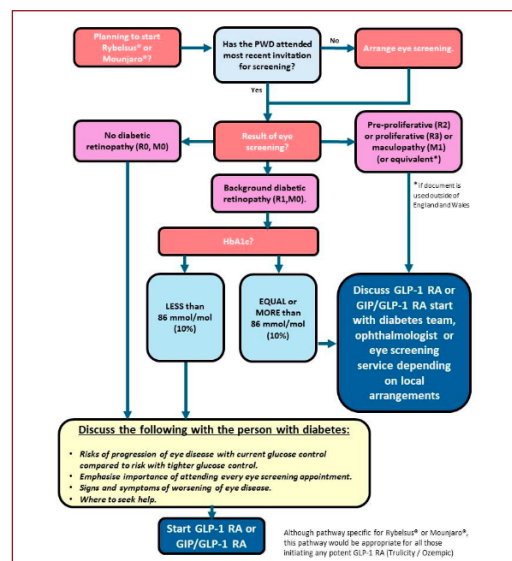 Planning to start
Rybelsus® or
Mounjaro®?
Has the PWD attended
most recent invitation
for screening?
No
Arrange eye screening.
Yes
No diabetic
retinopathy (R0, M0)
Result of eye
screening?
Pre-proliferative (R2)
or proliferative (R3) or
maculopathy (M1)
(or equivalent*)
Background diabetic
retinopathy (R1,M0).
*if document is
used outside of
England and Wales
HbA1c?
LESS than
86 mmol/mol
(10%)
EQUAL or
MORE than
86 mmol/mol
(10%)
Discuss GLP-1 RA or
GIP/GLP-1 RA start
with diabetes team,
ophthalmologist or
eye screening
service depending
on local
arrangements
Discuss the following with the person with diabetes:
• Risks of progression of eye disease with current glucose control
compared to risk with tighter glucose control.
• Emphasise importance of attending every eye screening appointment.
• Signs and symptoms of worsening of eye disease.
• Where to seek help.
Start GLP-1 RA or
GIP/GLP-1 RA
Although pathway specific for Rybelsus® or Mounjaro®,
this pathway would be appropriate for all those
initiating any potent GLP-1 RA (Trulicity / Ozempic)